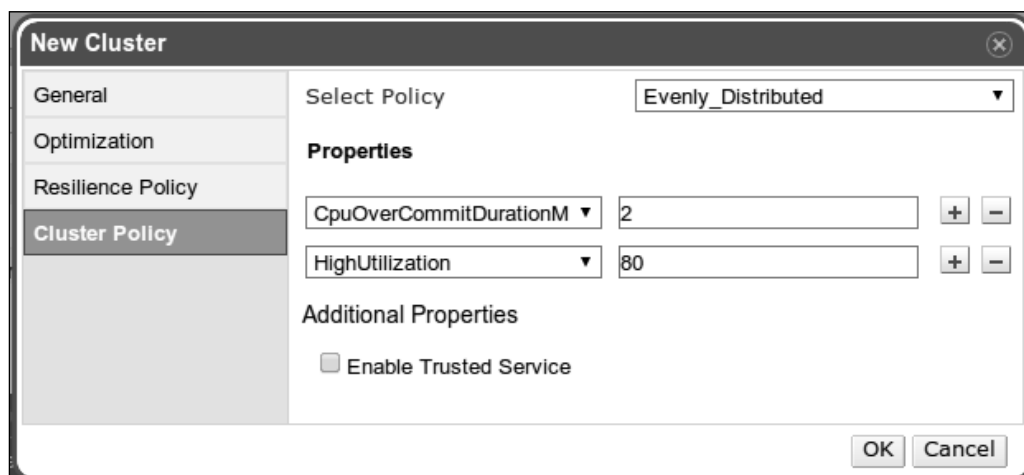 New Cluster
General
Optimization
Resilience Policy
Cluster Policy
Select Policy Evenly_Distributed
Properties
CpuOverCommitDurationM 2 + −
HighUtilization 80 + −
Additional Properties
Enable Trusted Service
OK Cancel